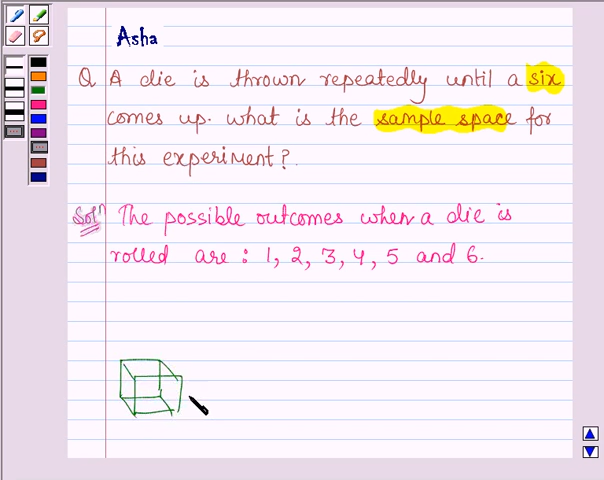 Asha
Q A die is thrown repeatedly until a six
comes up. what is the sample space for
this experiment?.
Solⁿ The possible outcomes when a die is
rolled are : 1, 2, 3, 4, 5 and 6.